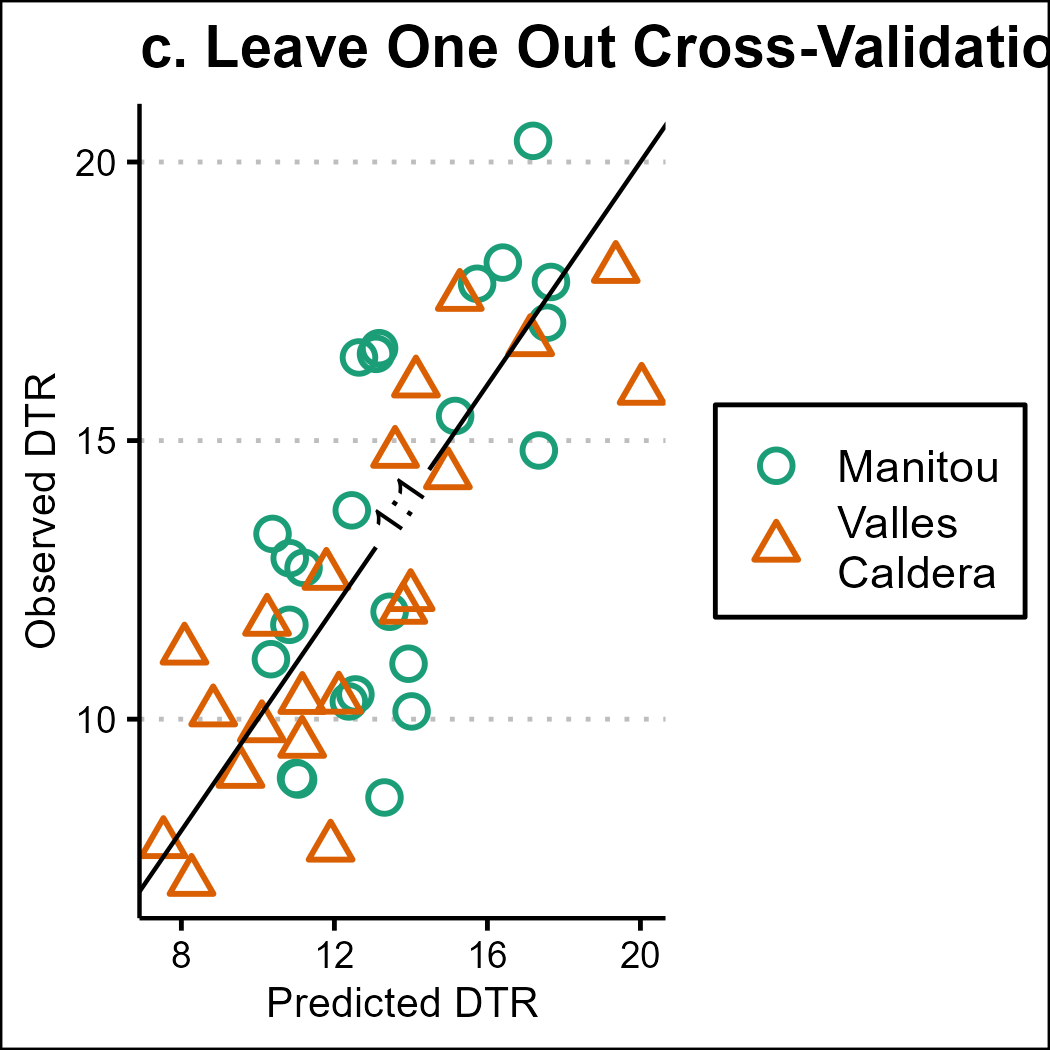 c. Leave One Out Cross-Validatio
20
15
10
Observed DTR
1:1
8 12 16 20
Predicted DTR
Manitou
Valles
Caldera